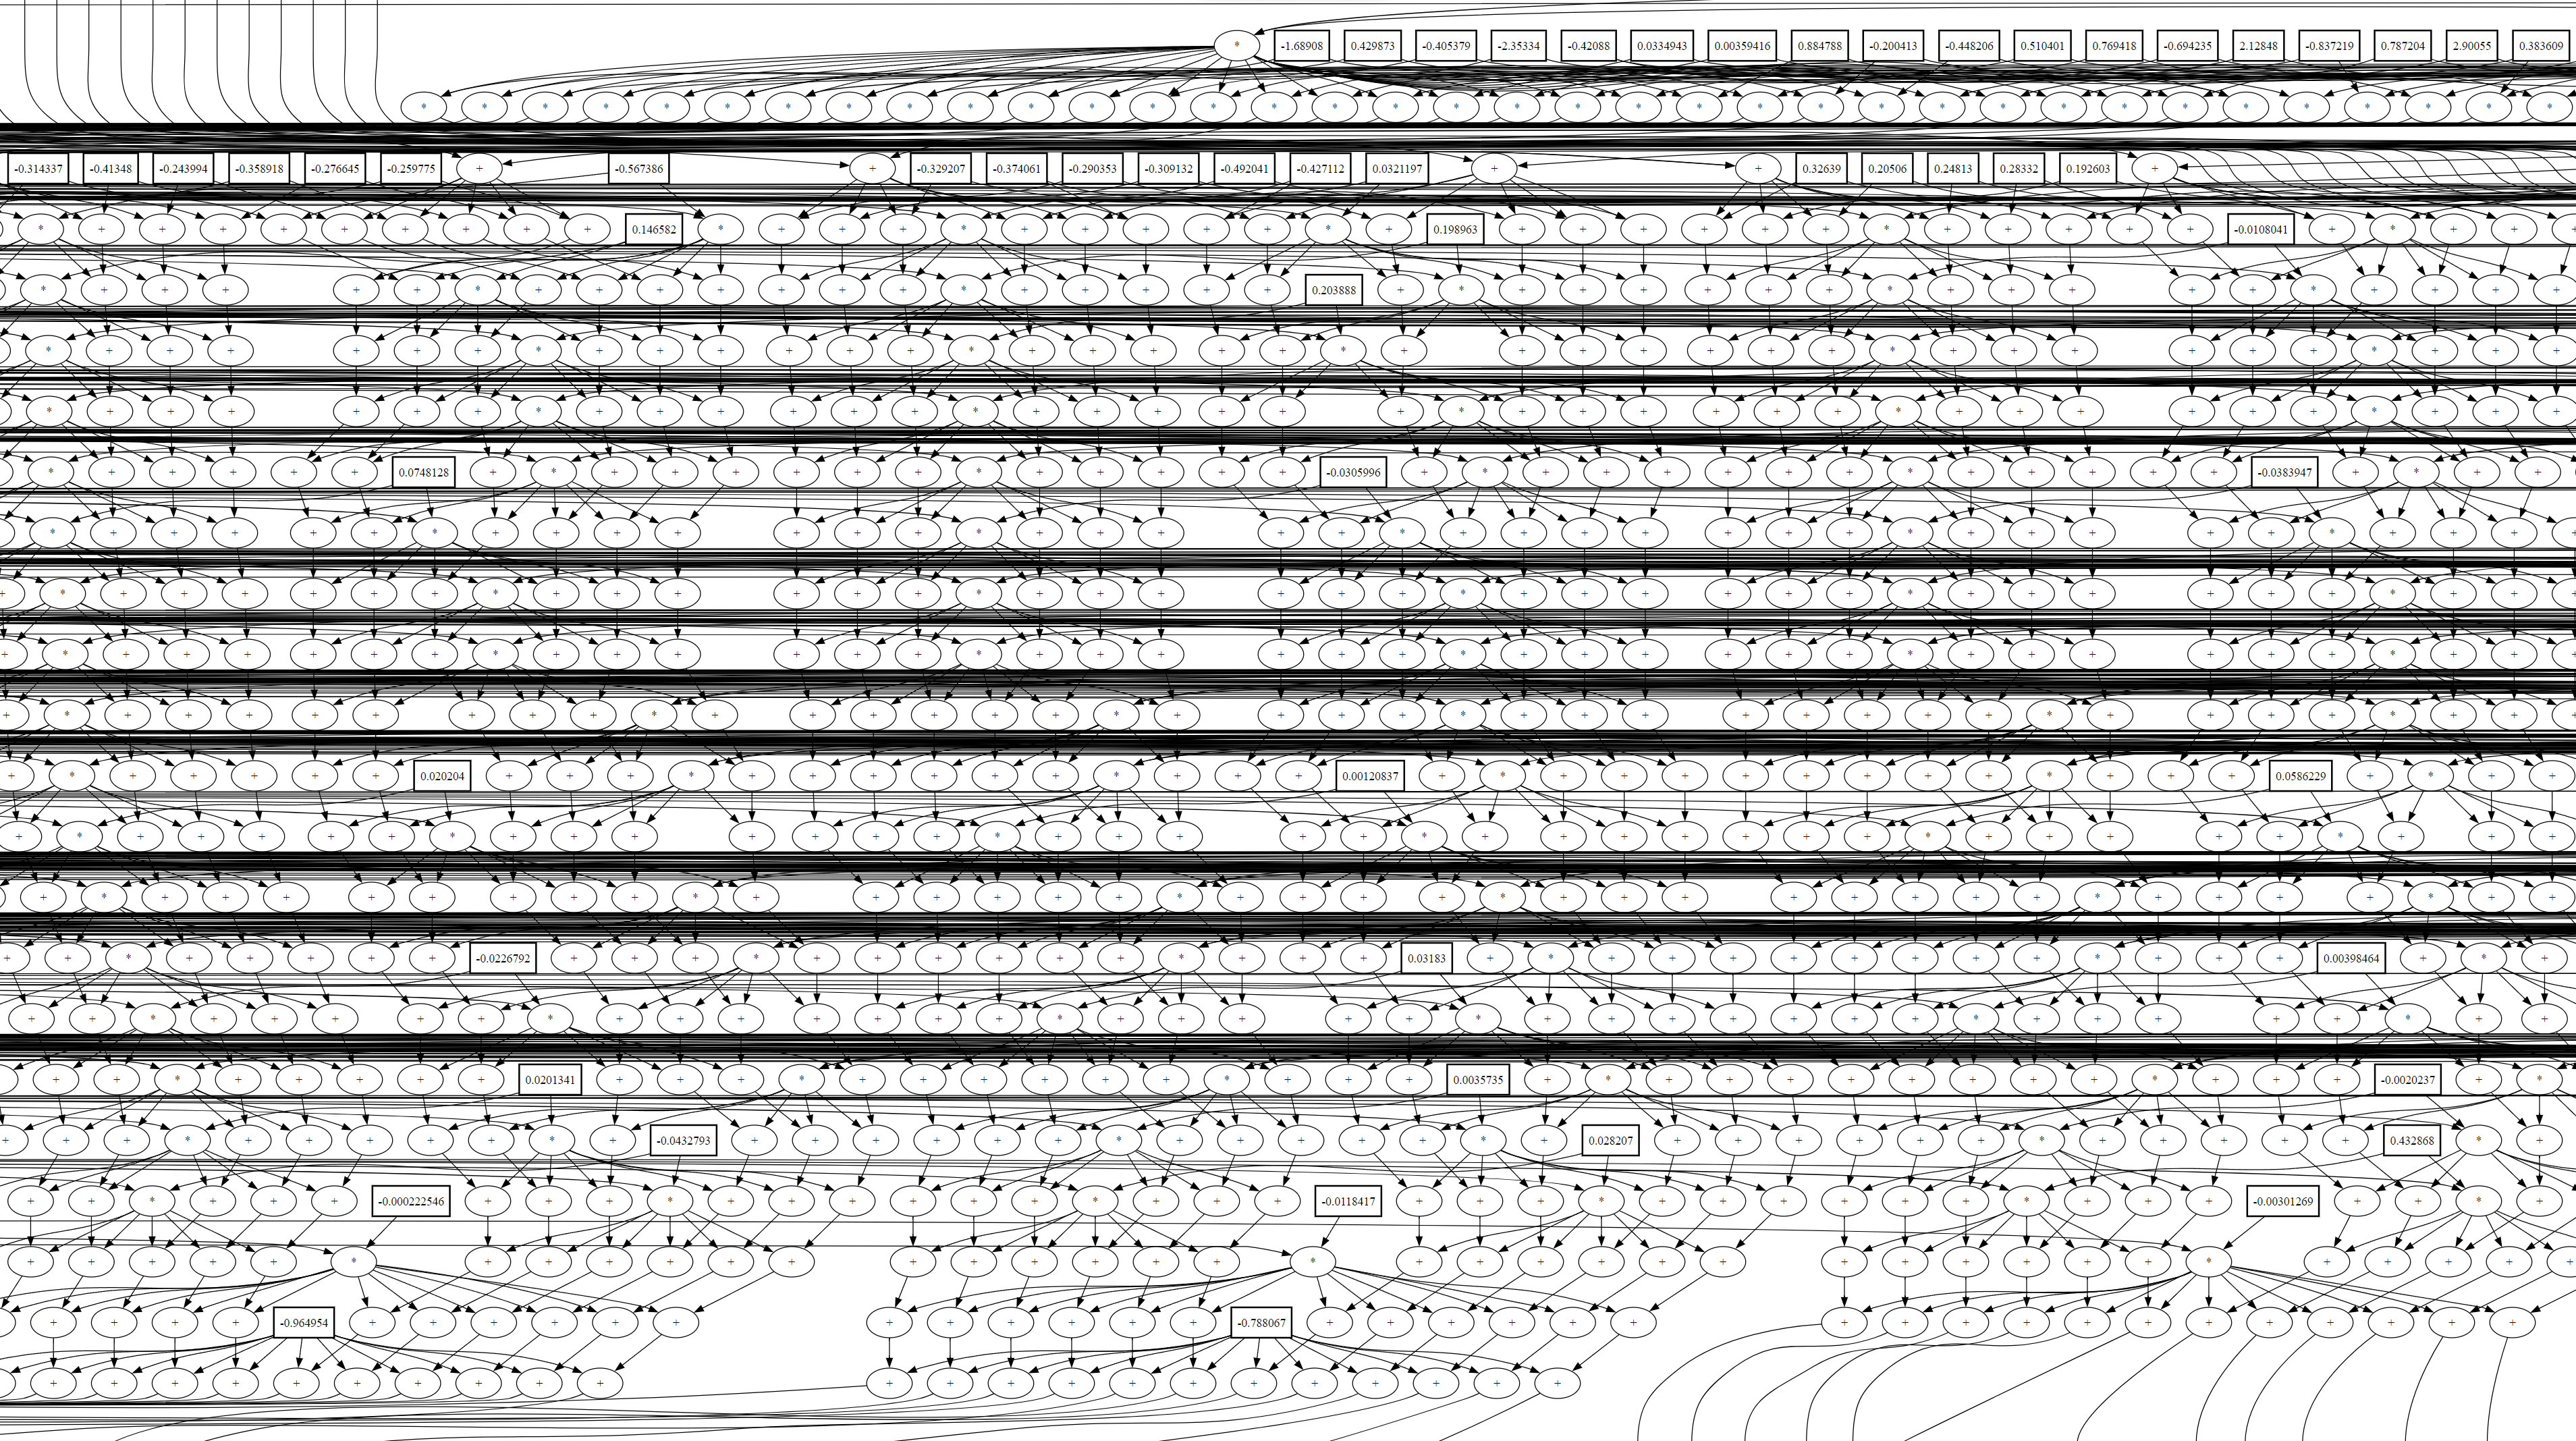 * -1.68908 0.429873 -0.405379 -2.35334 -0.42088 0.0334943 0.00359416 0.884788 -0.200413 -0.448206 0.510401 0.769418 -0.694235 2.12848 -0.837219 0.787204 2.90055 0.383609
* * * * * * * * * * * * * * * * * * * * * * * * * * * * * * * * * * * *
-0.314337 -0.41348 -0.243994 -0.358918 -0.276645 -0.259775 + -0.567386 + -0.329207 -0.374061 -0.290353 -0.309132 -0.492041 -0.427112 0.0321197 + + 0.32639 0.20506 0.24813 0.28332 0.192603 +
* + + + + + + + + + 0.146582 * + + + * + + + + + * + 0.198963 + + + + + + * + + + + + -0.0108041 + * + + +
* + + + + + * + + + + + + + * + + + + + 0.203888 + * + + + + + + * + + + + + * + + + +
* + + + + + + * + + + + + + * + + + + + * + + + + + + + * + + + + + + * + + +
* + + + + + + * + + + + + + * + + + + + + * + + + + + + * + + + + + + * + + +
* + + + + + 0.0748128 + * + + + + + + * + + + + + -0.0305996 + * + + + + + + * + + + + + -0.0383947 + * + +
* + + + + + * + + + + + + + * + + + + + * + + + + + + + * + + + + + * + + + +
+ * + + + + + + * + + + + + + * + + + + + + * + + + + + + * + + + + + + * + + +
+ * + + + + + + * + + + + + + * + + + + + + * + + + + + + * + + + + + + * + + +
+ * + + + + + + + + * + + + + + + * + + + + * + + + + + + + + * + + + + * + + +
+ * + + + + + 0.020204 + + + * + + + + + + * + + + 0.00120837 + * + + + + + + + + * + + + 0.0586229 + * + +
+ * + + + + + * + + + + + + + * + + + + + * + + + + + + + * + + + + + * + + +
+ * + + + + + + + + * + + + + + + * + + + + * + + + + + + + + * + + + + * + +
+ + * + + + + + -0.0226792 + + + * + + + + + + * + + + 0.03183 + * + + + + + + + + * + + + 0.00398464 + * +
+ + * + + + + + * + + + + + + + * + + + + + * + + + + + + + * + + + + + * + +
+ + * + + + + + 0.0201341 + + + * + + + + + + * + + + 0.0035735 + * + + + + + + + + * + + + -0.0020237 + *
+ + + * + + + + + * + -0.0432793 + + + + + + * + + + + + * + 0.028207 + + + + + + * + + + + + 0.432868 * +
+ + * + + + -0.000222546 + + + * + + + + + + * + + + -0.0118417 + + + * + + + + + + * + + + -0.00301269 + + * +
+ + + + + * + + + + + + + + + + + + * + + + + + + + + + + + + * + + + + +
+ + + + -0.964954 + + + + + + + + + + + + -0.788067 + + + + + + + + + + + + + + + + + +
+ + + + + + + + + + + + + + + + + + + + + +